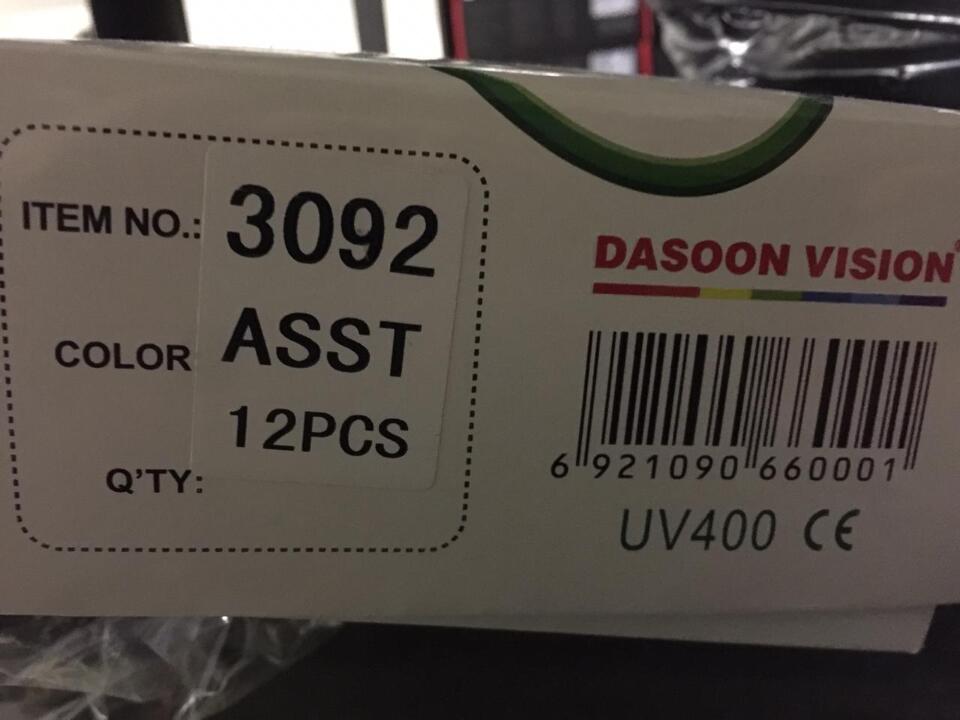 ITEM NO.: 3092
COLOR ASST
12PCS
Q'TY:
DASOON VISION
6 921090 660001
UV400 CE